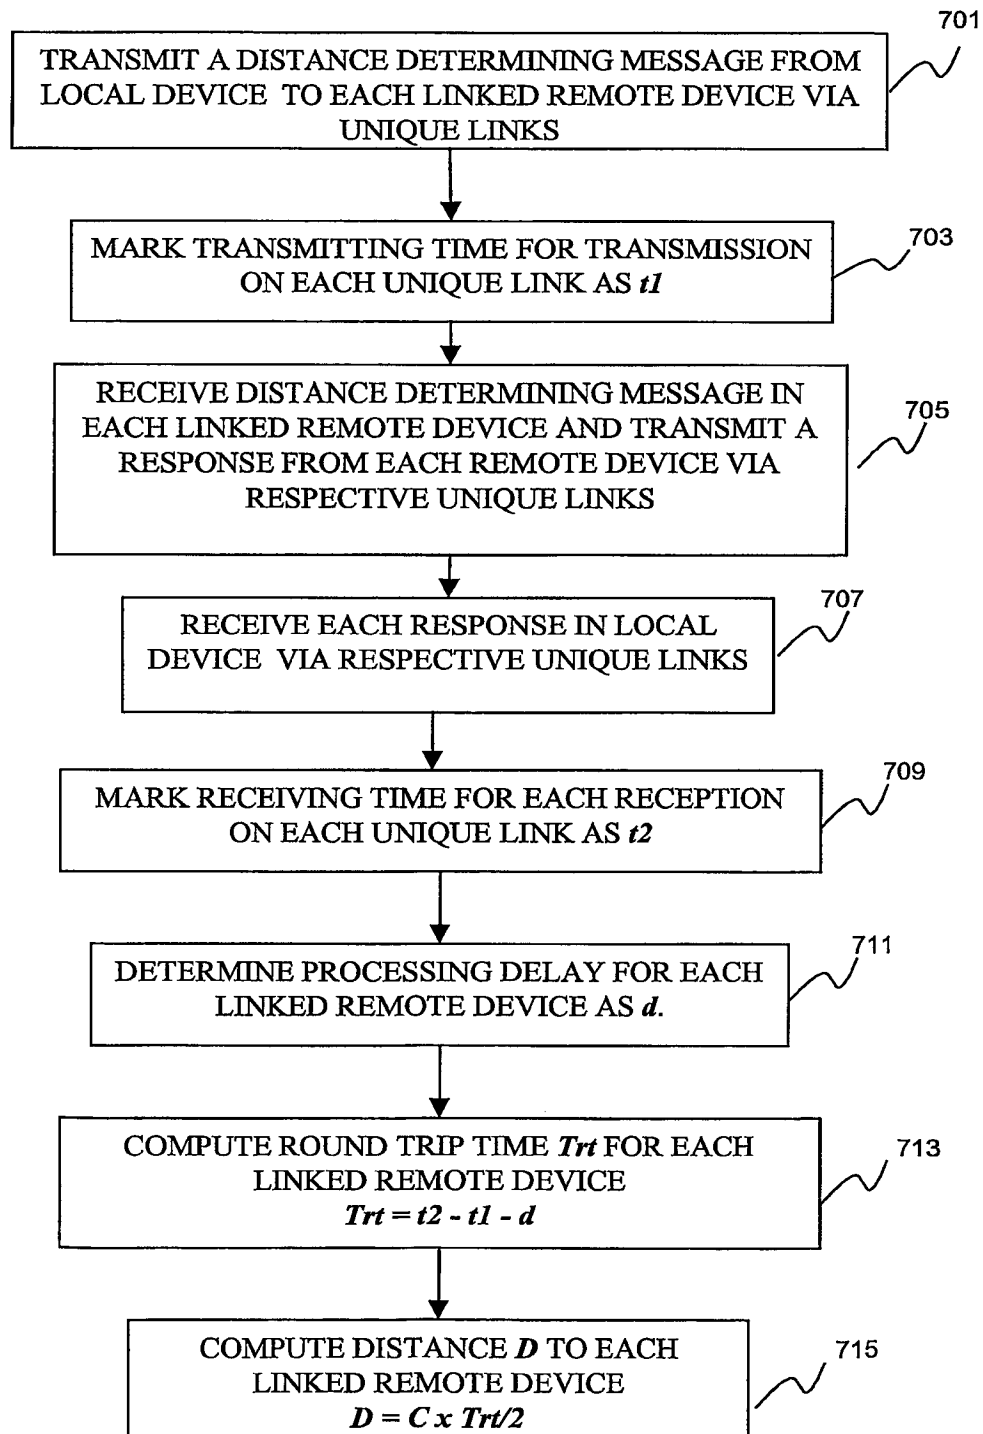 701
TRANSMIT A DISTANCE DETERMINING MESSAGE FROM
LOCAL DEVICE TO EACH LINKED REMOTE DEVICE VIA
UNIQUE LINKS
703
MARK TRANSMITTING TIME FOR TRANSMISSION
ON EACH UNIQUE LINK AS t1
705
RECEIVE DISTANCE DETERMINING MESSAGE IN
EACH LINKED REMOTE DEVICE AND TRANSMIT A
RESPONSE FROM EACH REMOTE DEVICE VIA
RESPECTIVE UNIQUE LINKS
707
RECEIVE EACH RESPONSE IN LOCAL
DEVICE VIA RESPECTIVE UNIQUE LINKS
709
MARK RECEIVING TIME FOR EACH RECEPTION
ON EACH UNIQUE LINK AS t2
711
DETERMINE PROCESSING DELAY FOR EACH
LINKED REMOTE DEVICE AS d.
713
COMPUTE ROUND TRIP TIME Trt FOR EACH
LINKED REMOTE DEVICE
Trt = t2 - t1 - d
715
COMPUTE DISTANCE D TO EACH
LINKED REMOTE DEVICE
D = C x Trt/2